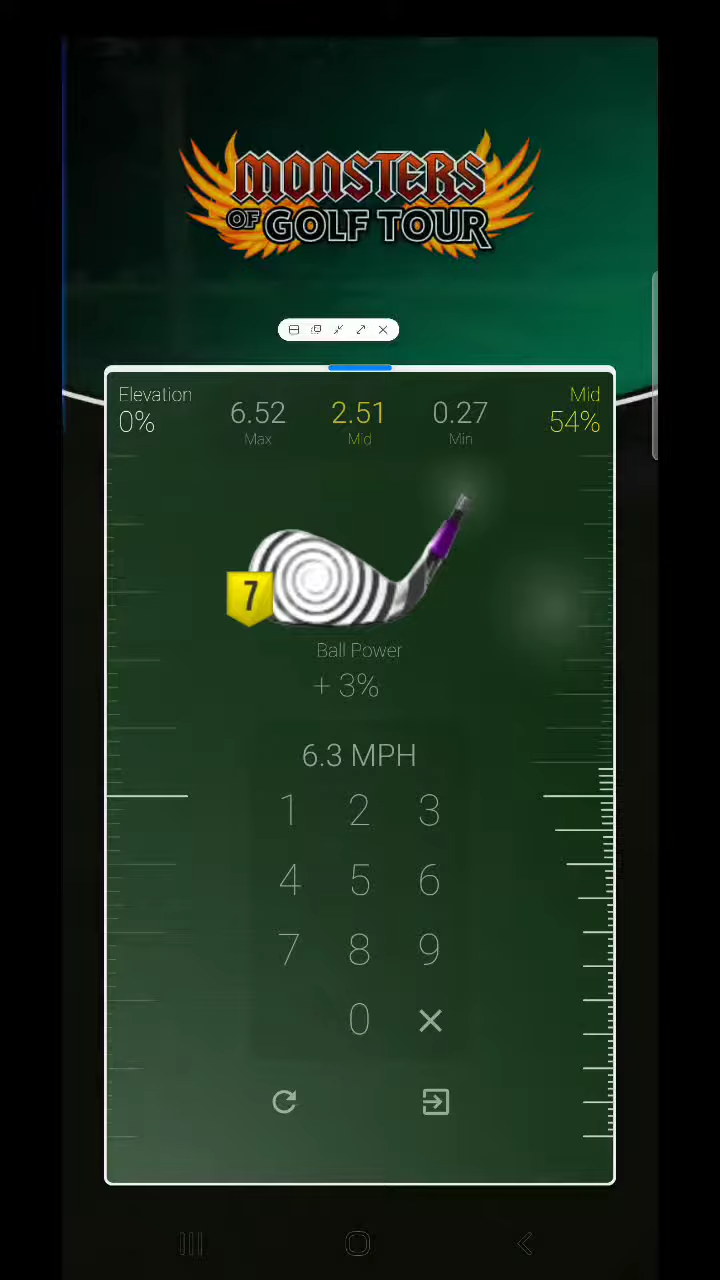 MONSTERS
OF GOLF TOUR
Elevation
0%
6.52
Max
2.51
Mid
0.27
Min
Mid
54%
7
Ball Power
+ 3%
6.3 MPH
1 2 3
4 5 6
7 8 9
0 ×